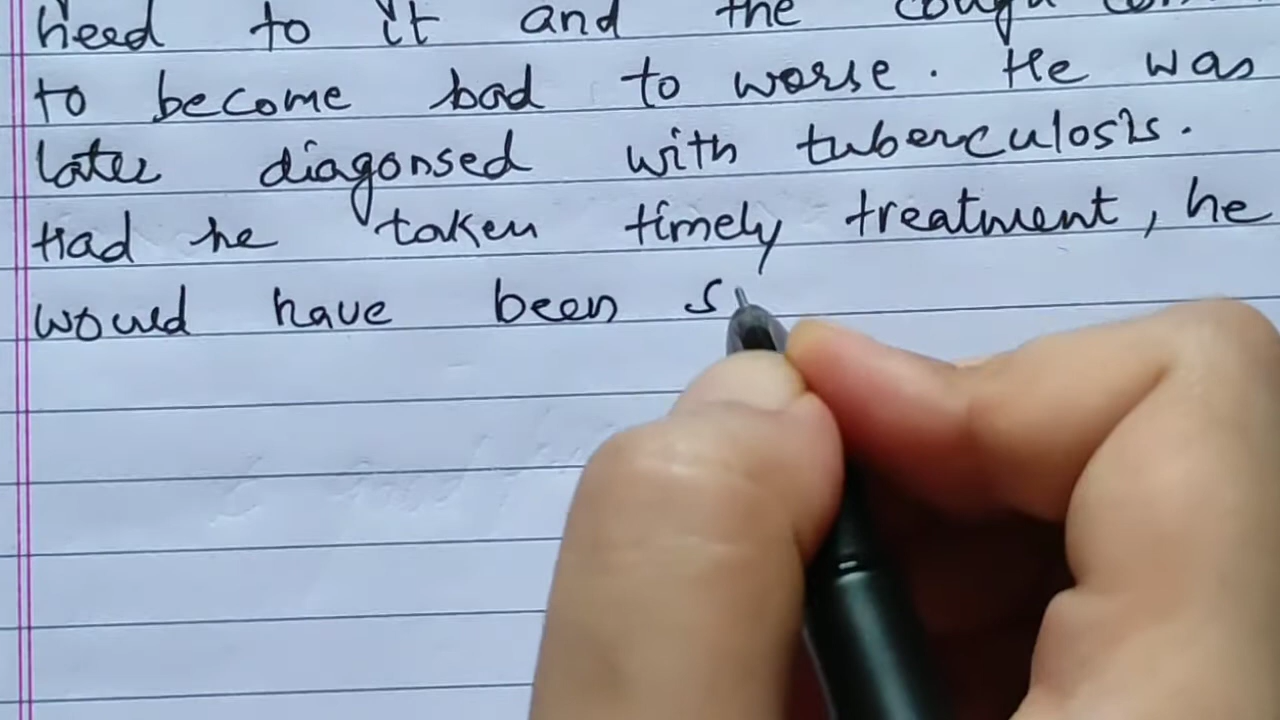 heed to it and the cough
to become bad to worse. He was
later diagonsed with tuberculosis.
Had he taken timely treatment, he
would have been s